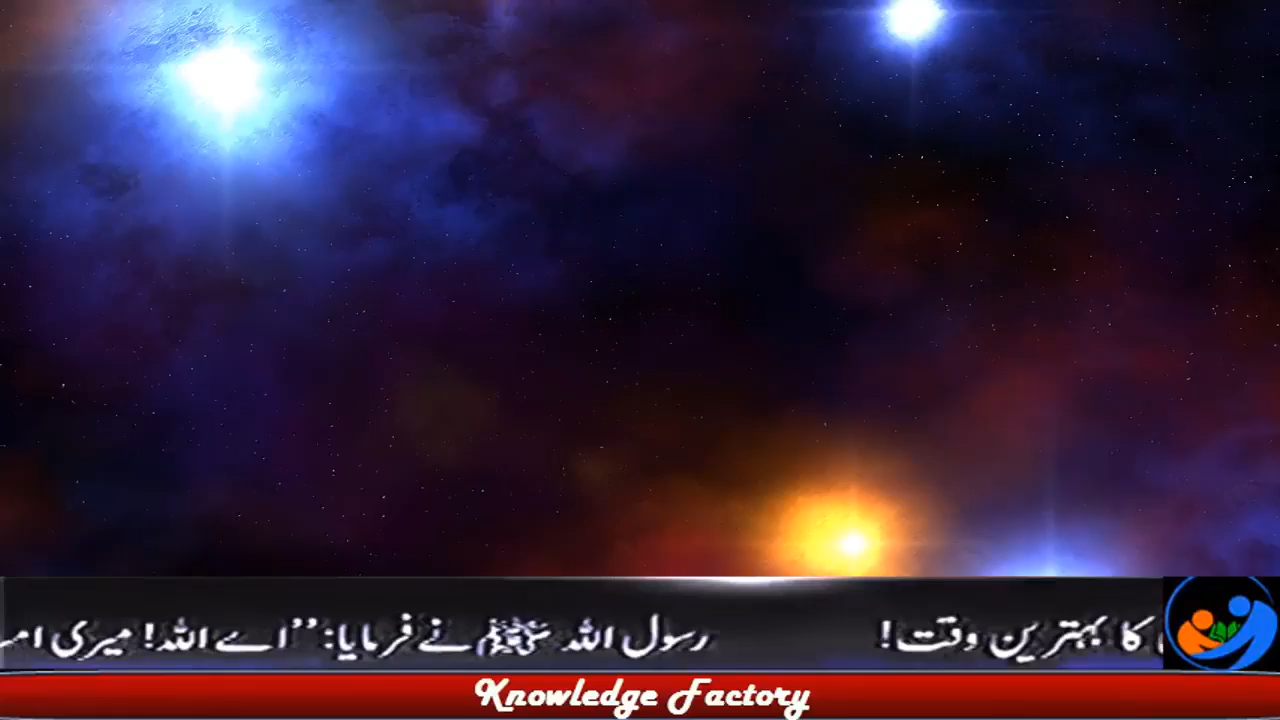 کا بہترین وقت! رسول اللہ ﷺ نے فرمایا: ’’اے اللہ! میری
Knowledge Factory